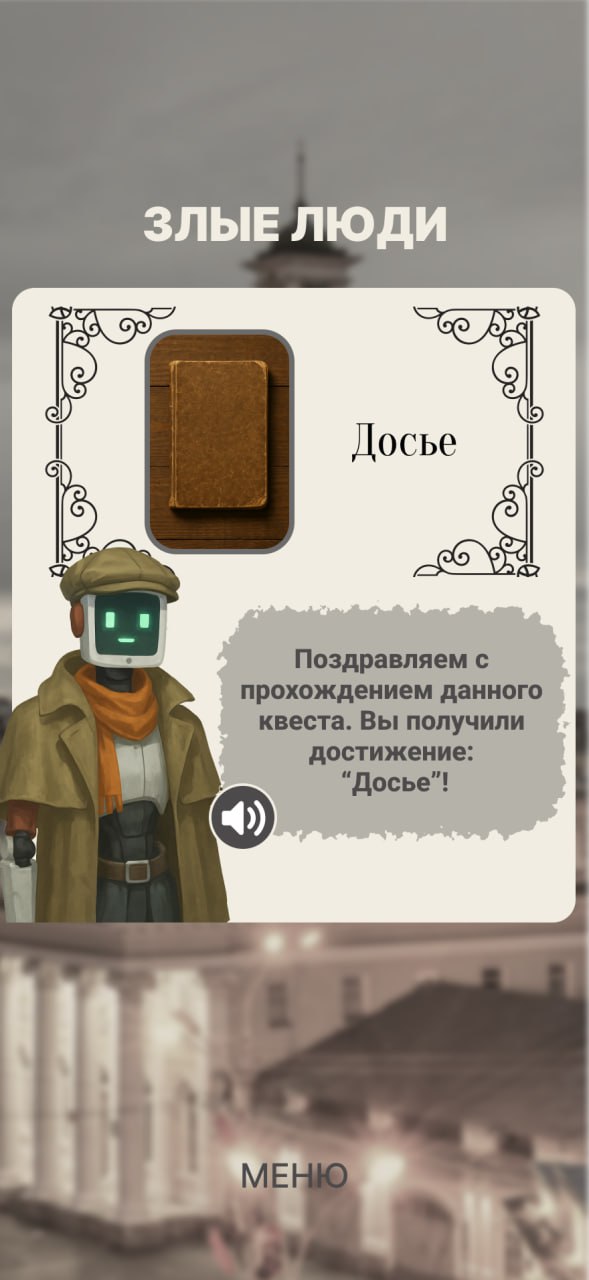 ЗЛЫЕ ЛЮДИ
Досье
Поздравляем с
прохождением данного
квеста. Вы получили
достижение:
“Досье”!
МЕНЮ